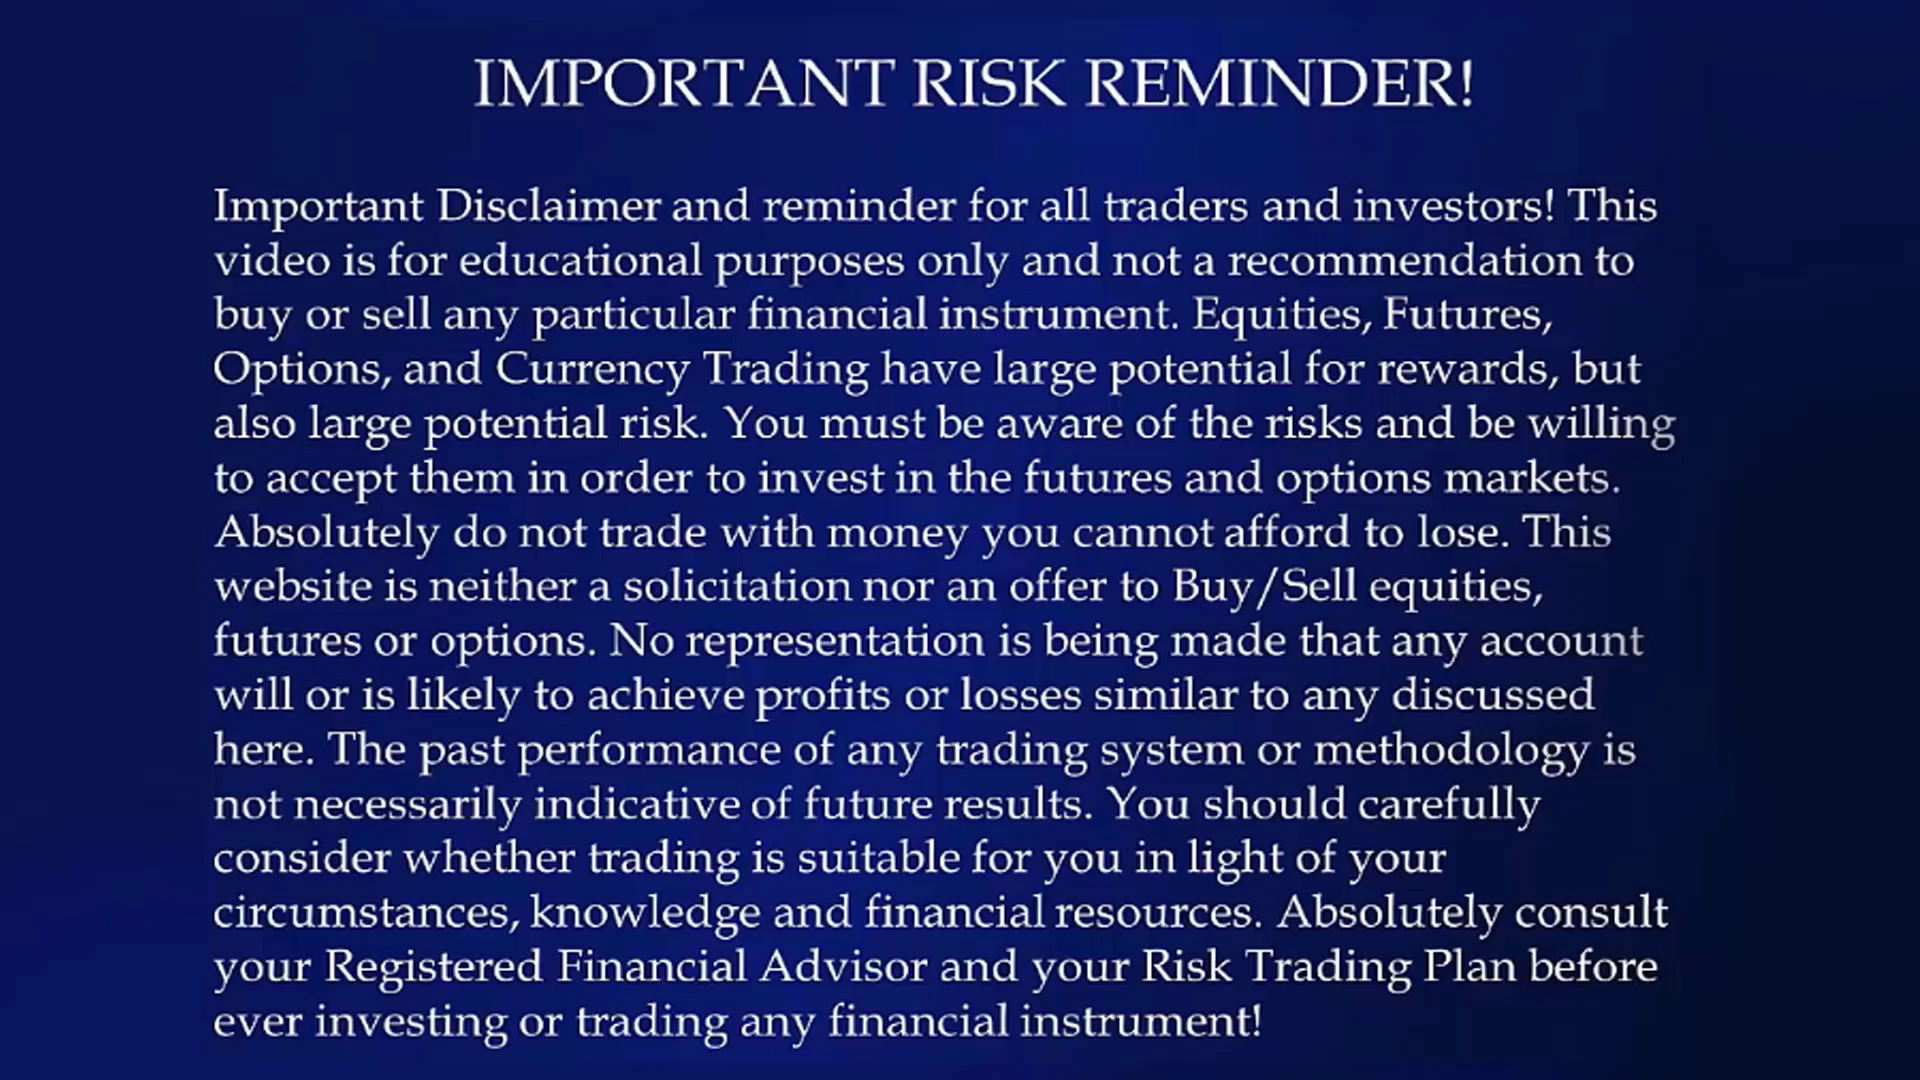 IMPORTANT RISK REMINDER!
Important Disclaimer and reminder for all traders and investors! This
video is for educational purposes only and not a recommendation to
buy or sell any particular financial instrument. Equities, Futures,
Options, and Currency Trading have large potential for rewards, but
also large potential risk. You must be aware of the risks and be willing
to accept them in order to invest in the futures and options markets.
Absolutely do not trade with money you cannot afford to lose. This
website is neither a solicitation nor an offer to Buy/Sell equities,
futures or options. No representation is being made that any account
will or is likely to achieve profits or losses similar to any discussed
here. The past performance of any trading system or methodology is
not necessarily indicative of future results. You should carefully
consider whether trading is suitable for you in light of your
circumstances, knowledge and financial resources. Absolutely consult
your Registered Financial Advisor and your Risk Trading Plan before
ever investing or trading any financial instrument!